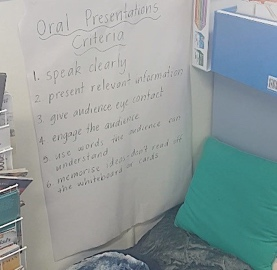 Oral Presentations
Criteria
1. speak clearly
2 present relevant information
3 give audience eye contact
4 engage the audience
5 use words the audience can
understand
6 memorise ideas: don't read off
the whiteboard or cards